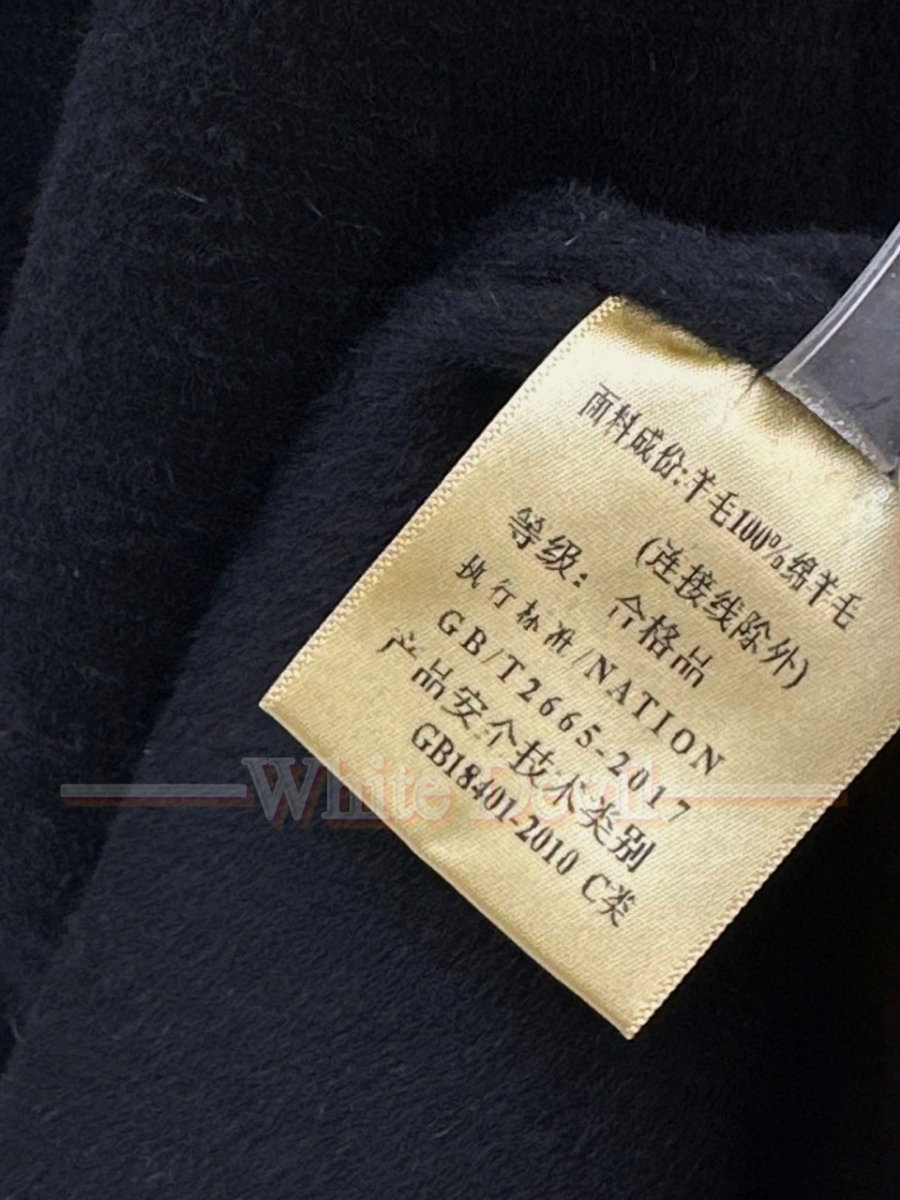 面料成份:羊毛100%绵羊毛
(连接线除外)
等级: 合格品
执行标准/NATION
GB/T2665-2017
产品安个技术类别
GB18401-2010 C类
White Devil